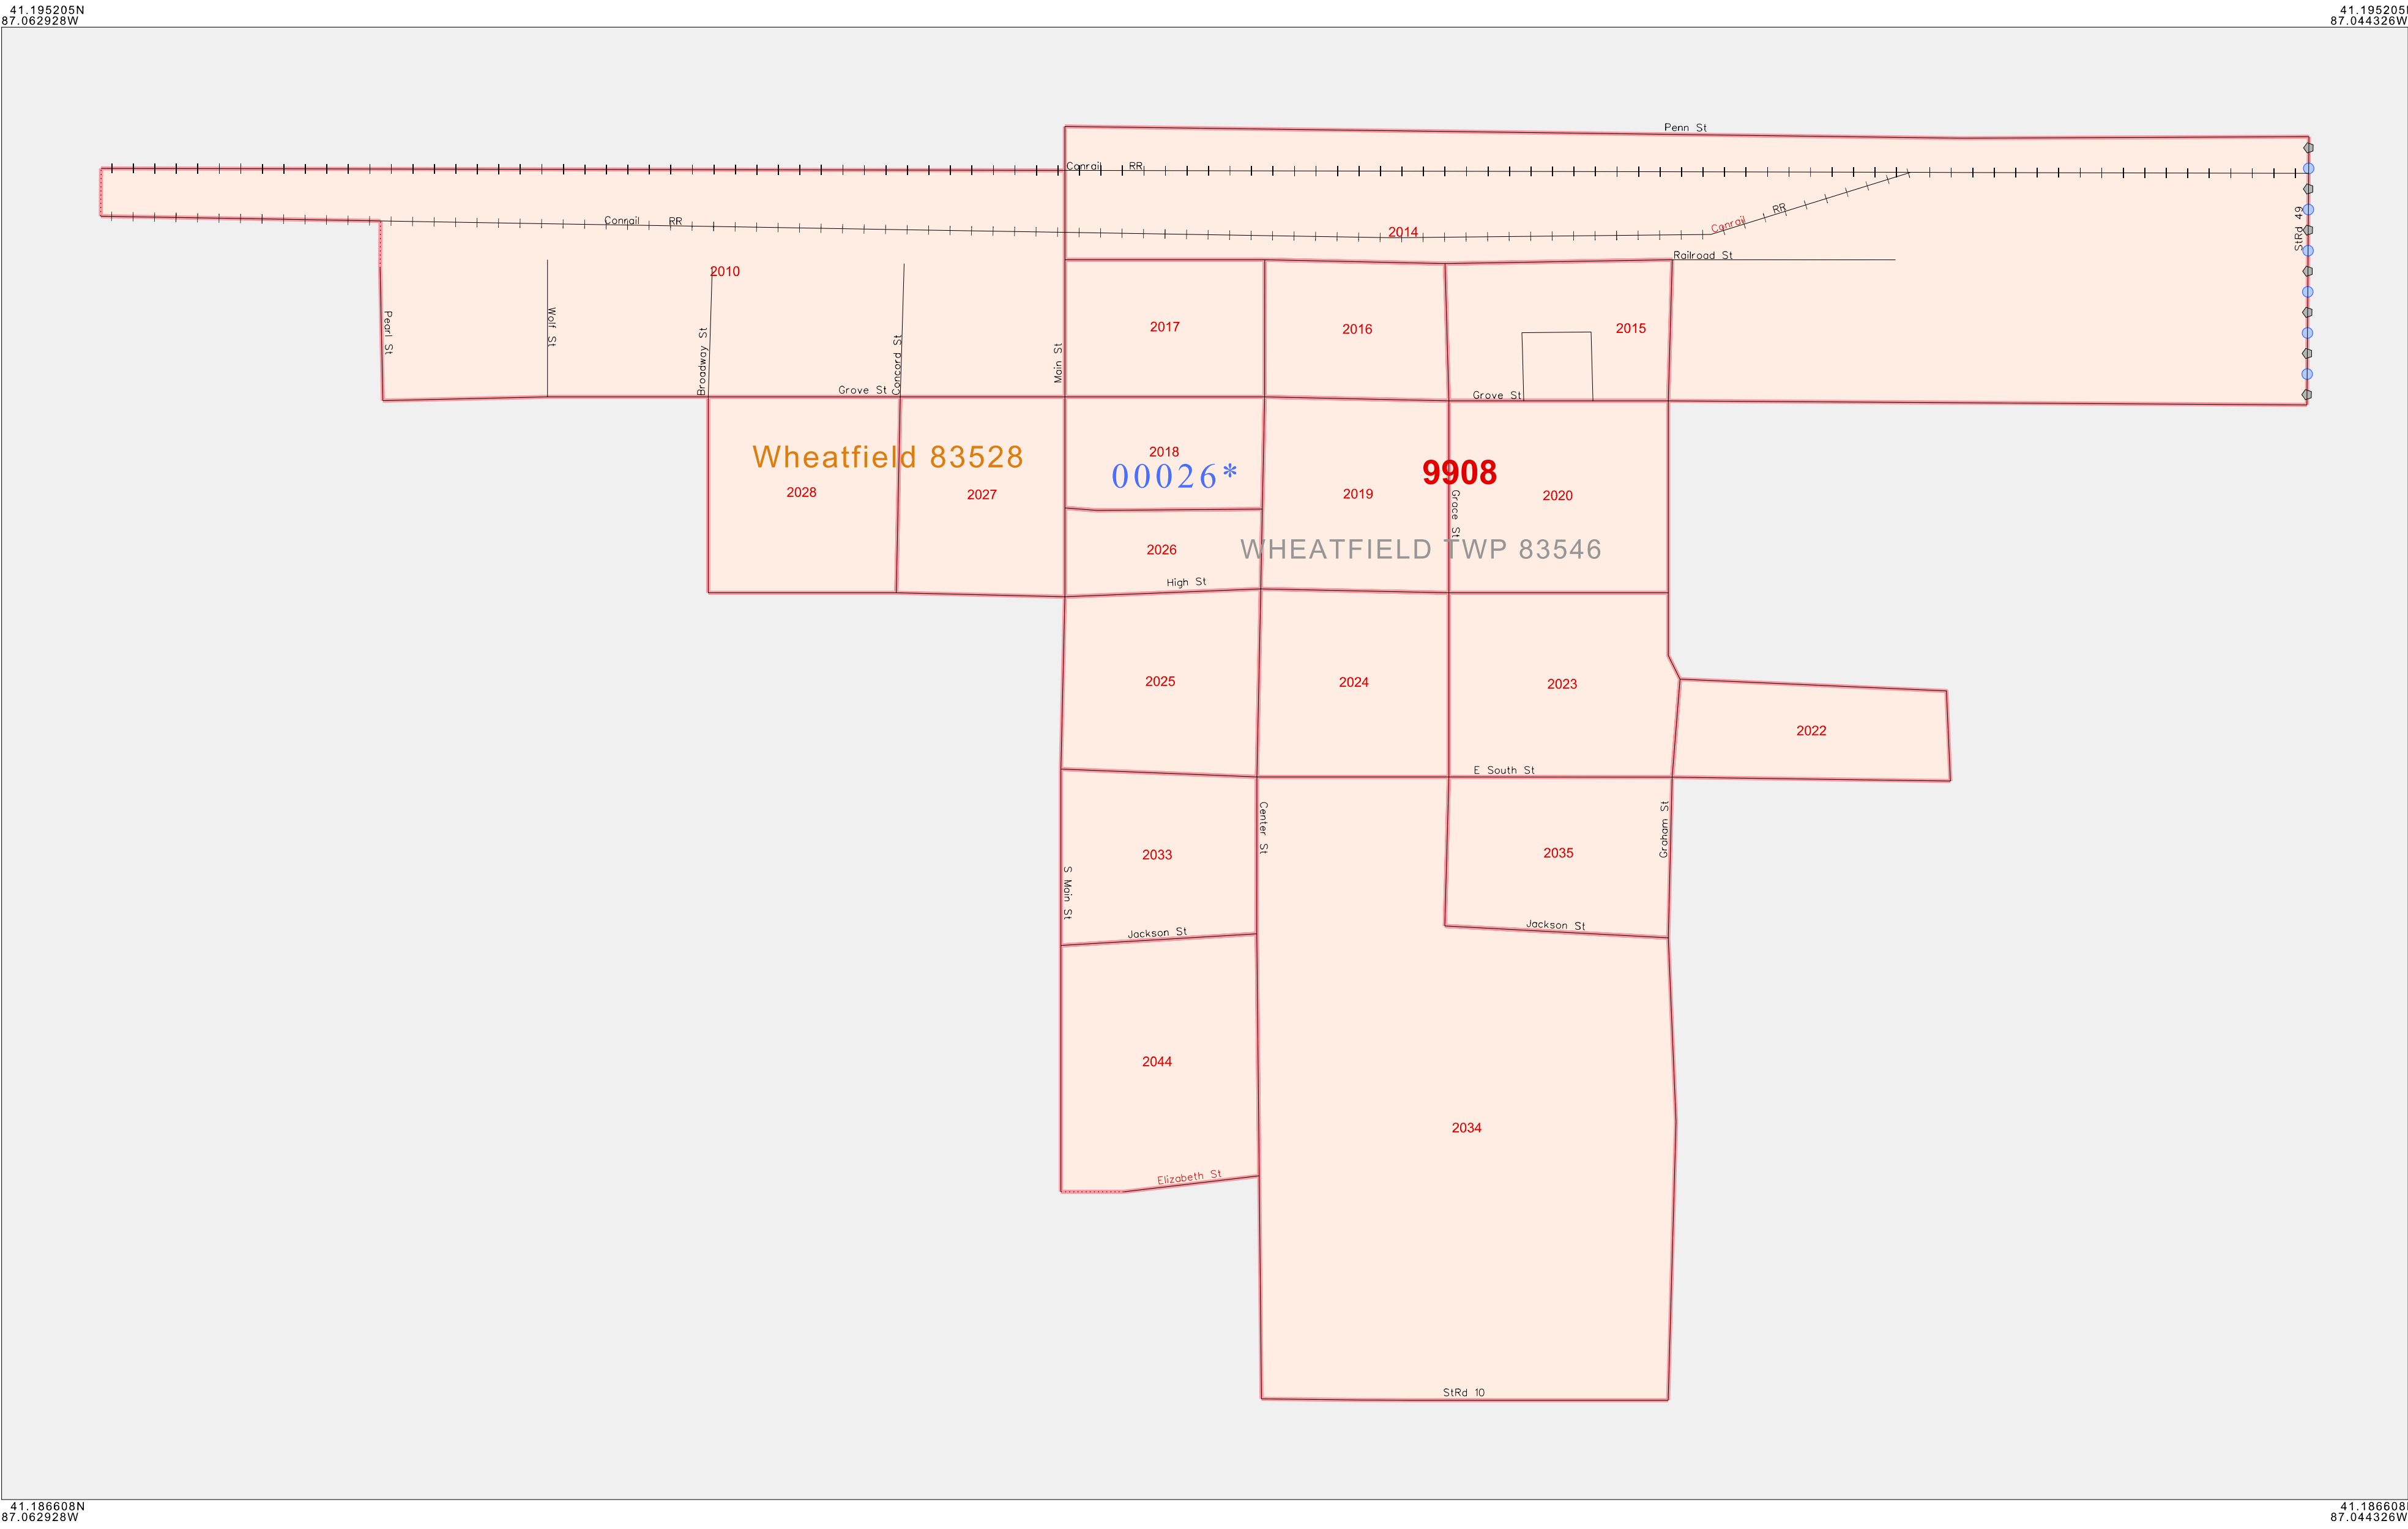 41.195205N
87.062928W
41.195205
87.044326W
Penn St
Conrail RR
Conrail RR
Conrail RR
2014
StRd 49
Railroad St
2010
Pearl St
Wolf St
Broadway St
Concord St
Main St
2017
2016
2015
Grove St
Grove St
Wheatfield 83528
2018
00026*
9908
2028
2027
2019
Grace St
2020
2026
WHEATFIELD TWP 83546
High St
2025
2024
2023
2022
E South St
Center St
Graham St
2033
2035
S Main St
Jackson St
Jackson St
2044
2034
Elizabeth St
StRd 10
41.186608N
87.062928W
41.186608
87.044326W